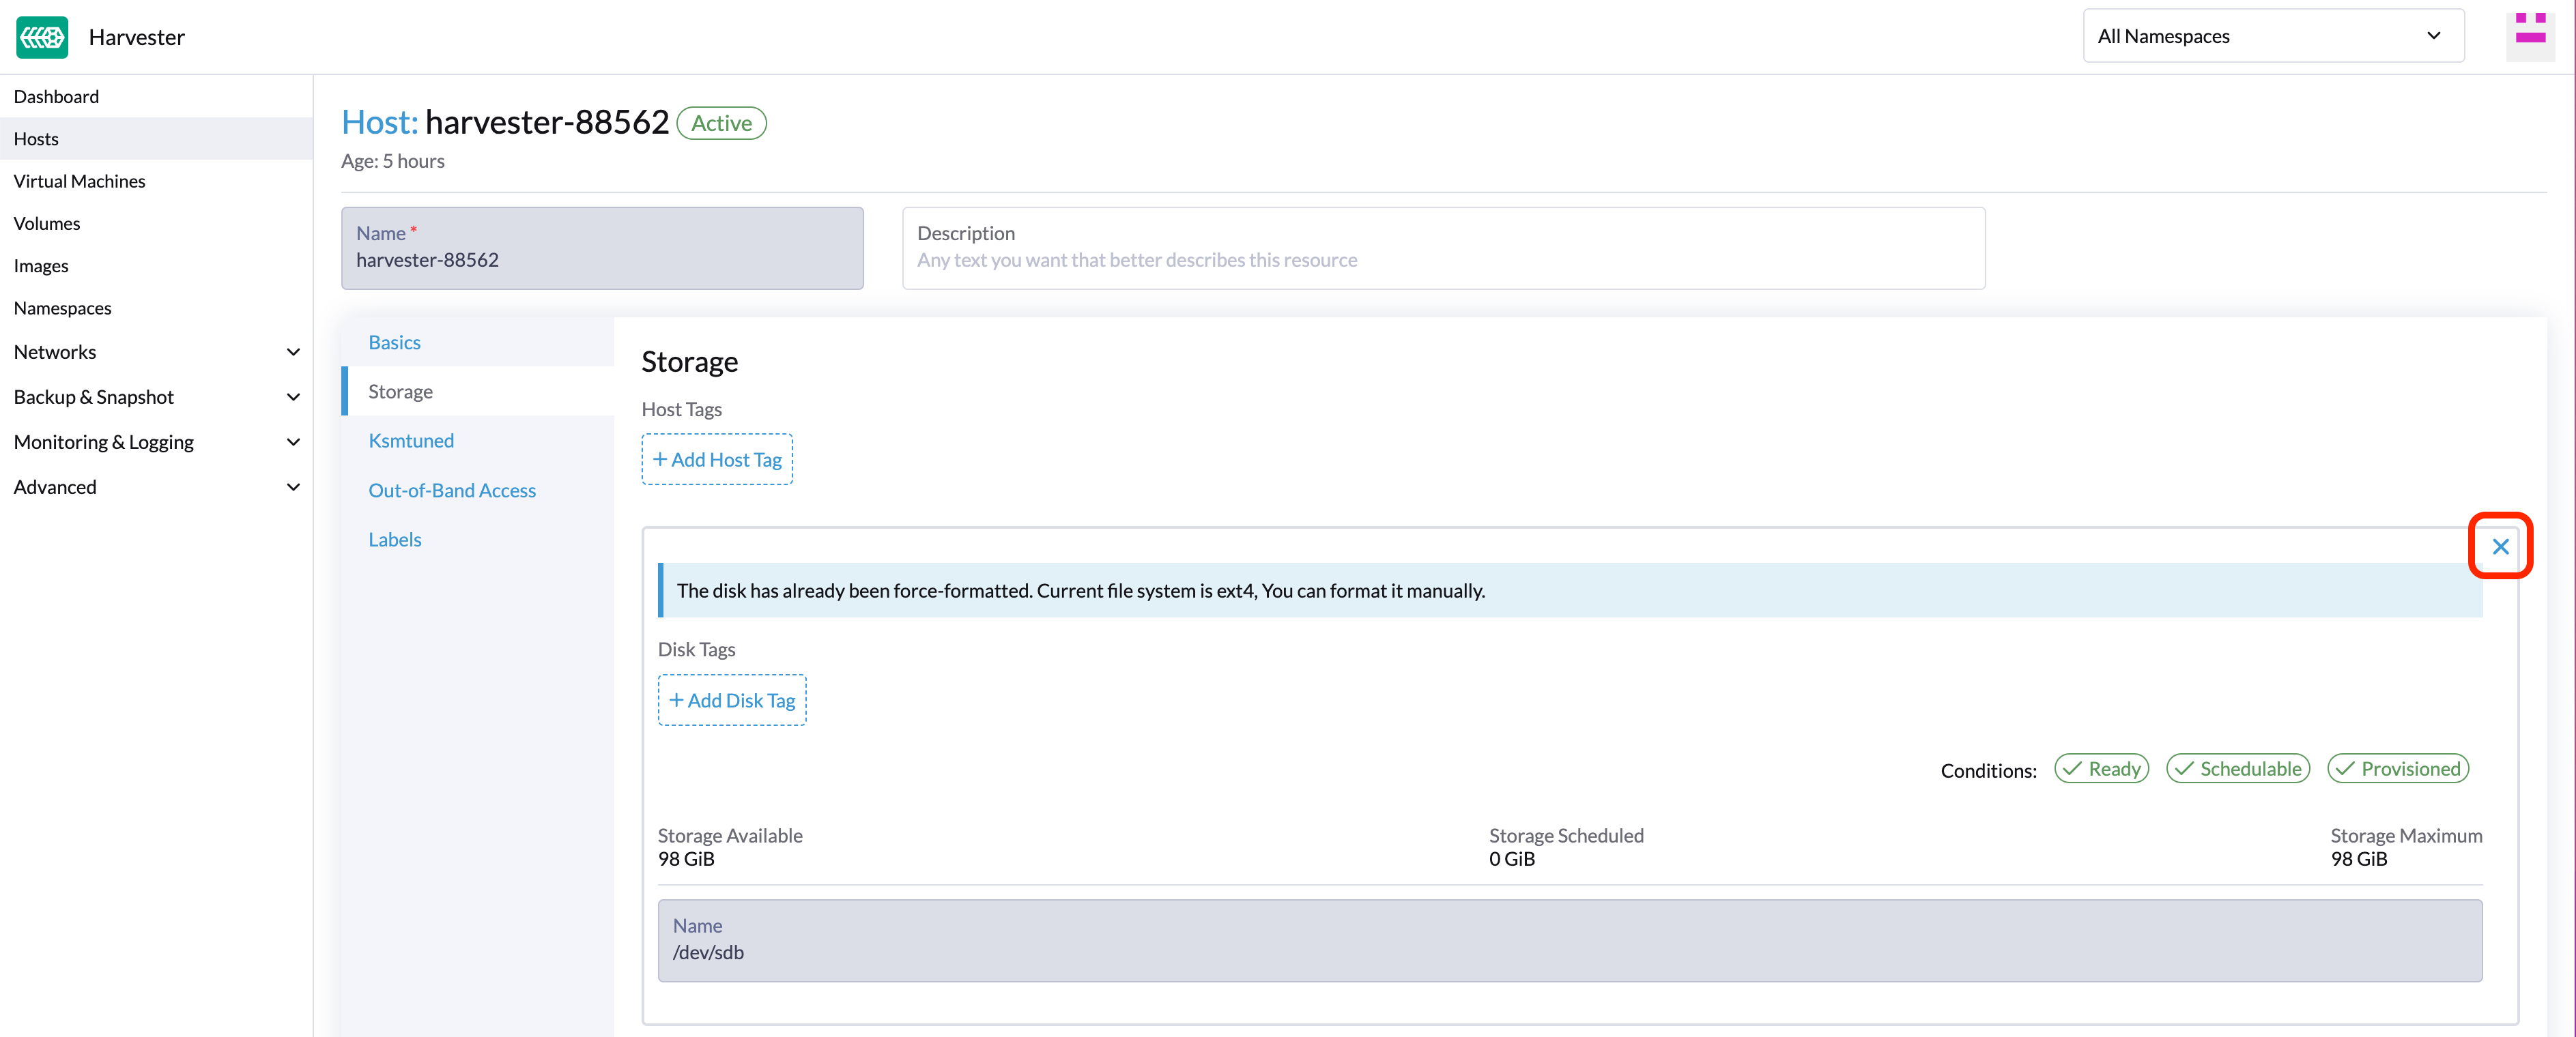 Harvester
All Namespaces
Dashboard
Hosts
Virtual Machines
Volumes
Images
Namespaces
Networks
Backup & Snapshot
Monitoring & Logging
Advanced
Host: harvester-88562 Active
Age: 5 hours
Name *
harvester-88562
Description
Any text you want that better describes this resource
Basics
Storage
Ksmtuned
Out-of-Band Access
Labels
Storage
Host Tags
+ Add Host Tag
The disk has already been force-formatted. Current file system is ext4, You can format it manually.
Disk Tags
+ Add Disk Tag
Conditions: Ready Schedulable Provisioned
Storage Available Storage Scheduled Storage Maximum
98 GiB 0 GiB 98 GiB
Name
/dev/sdb